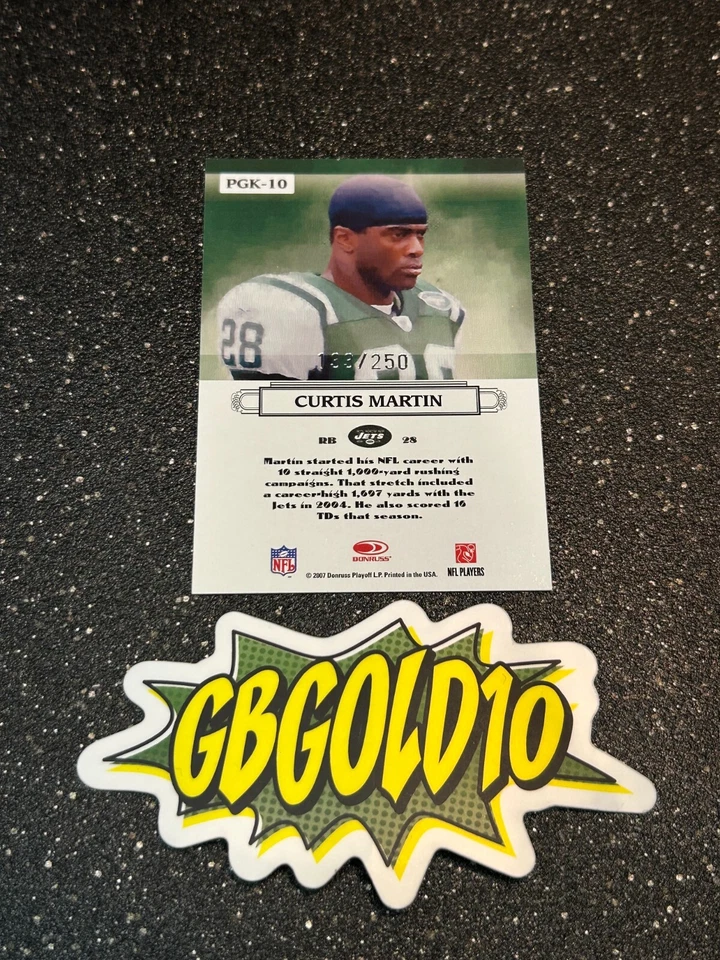 PGK-10
28
/250
CURTIS MARTIN
RB JETS 28
Martin started his NFL career with
10 straight 1,000-yard rushing
campaigns. That stretch included
a career-high 1,697 yards with the
Jets in 2004. He also scored 10
TDs that season.
NFL
DONRUSS
NFL PLAYERS
© 2007 Donruss Playoff L.P. Printed in the USA.
GBGOLD10